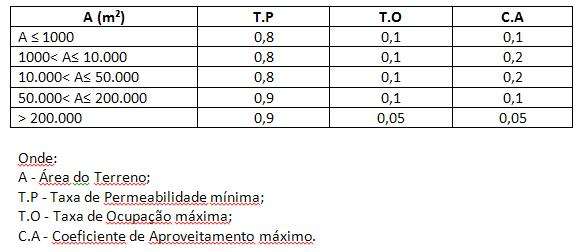 A (m²) T.P T.O C.A
A ≤ 1000 0,8 0,1 0,1
1000< A≤ 10.000 0,8 0,1 0,2
10.000< A≤ 50.000 0,8 0,1 0,2
50.000< A≤ 200.000 0,9 0,1 0,1
> 200.000 0,9 0,05 0,05
Onde:
A - Área do Terreno;
T.P - Taxa de Permeabilidade mínima;
T.O - Taxa de Ocupação máxima;
C.A - Coeficiente de Aproveitamento máximo.